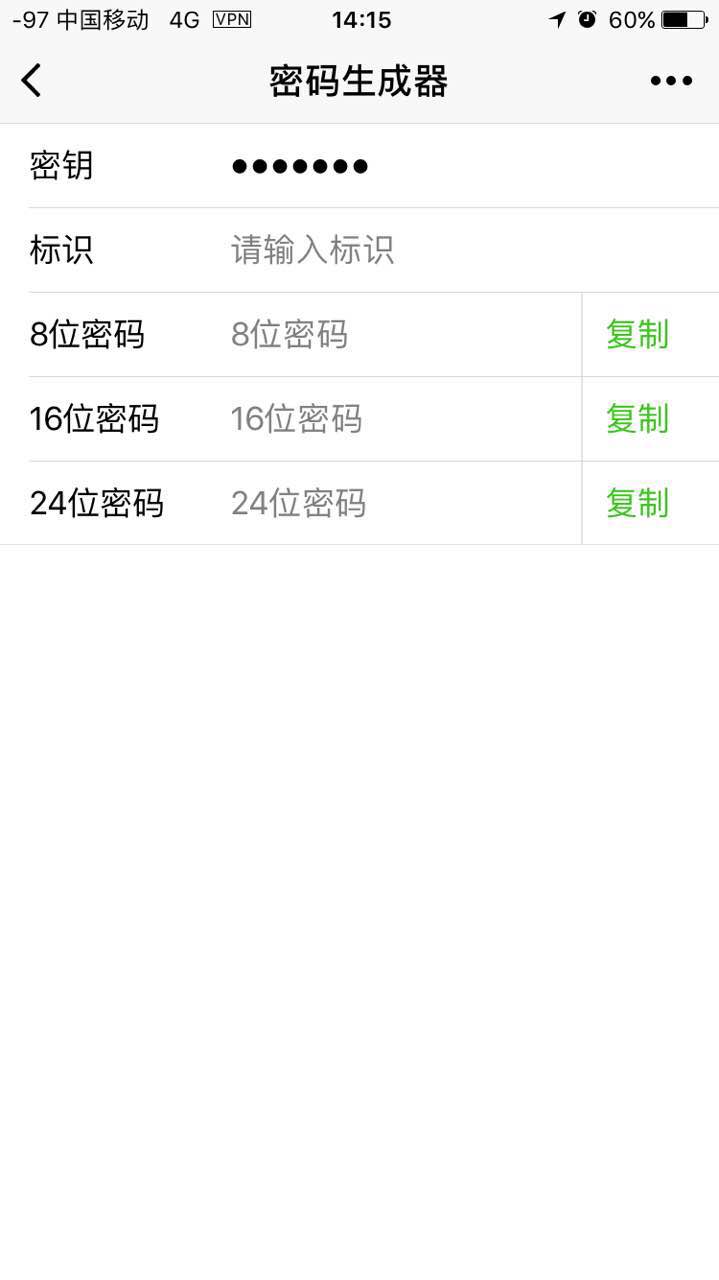 -97 中国移动 4G VPN 14:15 60%
密码生成器
密钥 •••••••
标识 请输入标识
8位密码 8位密码 复制
16位密码 16位密码 复制
24位密码 24位密码 复制